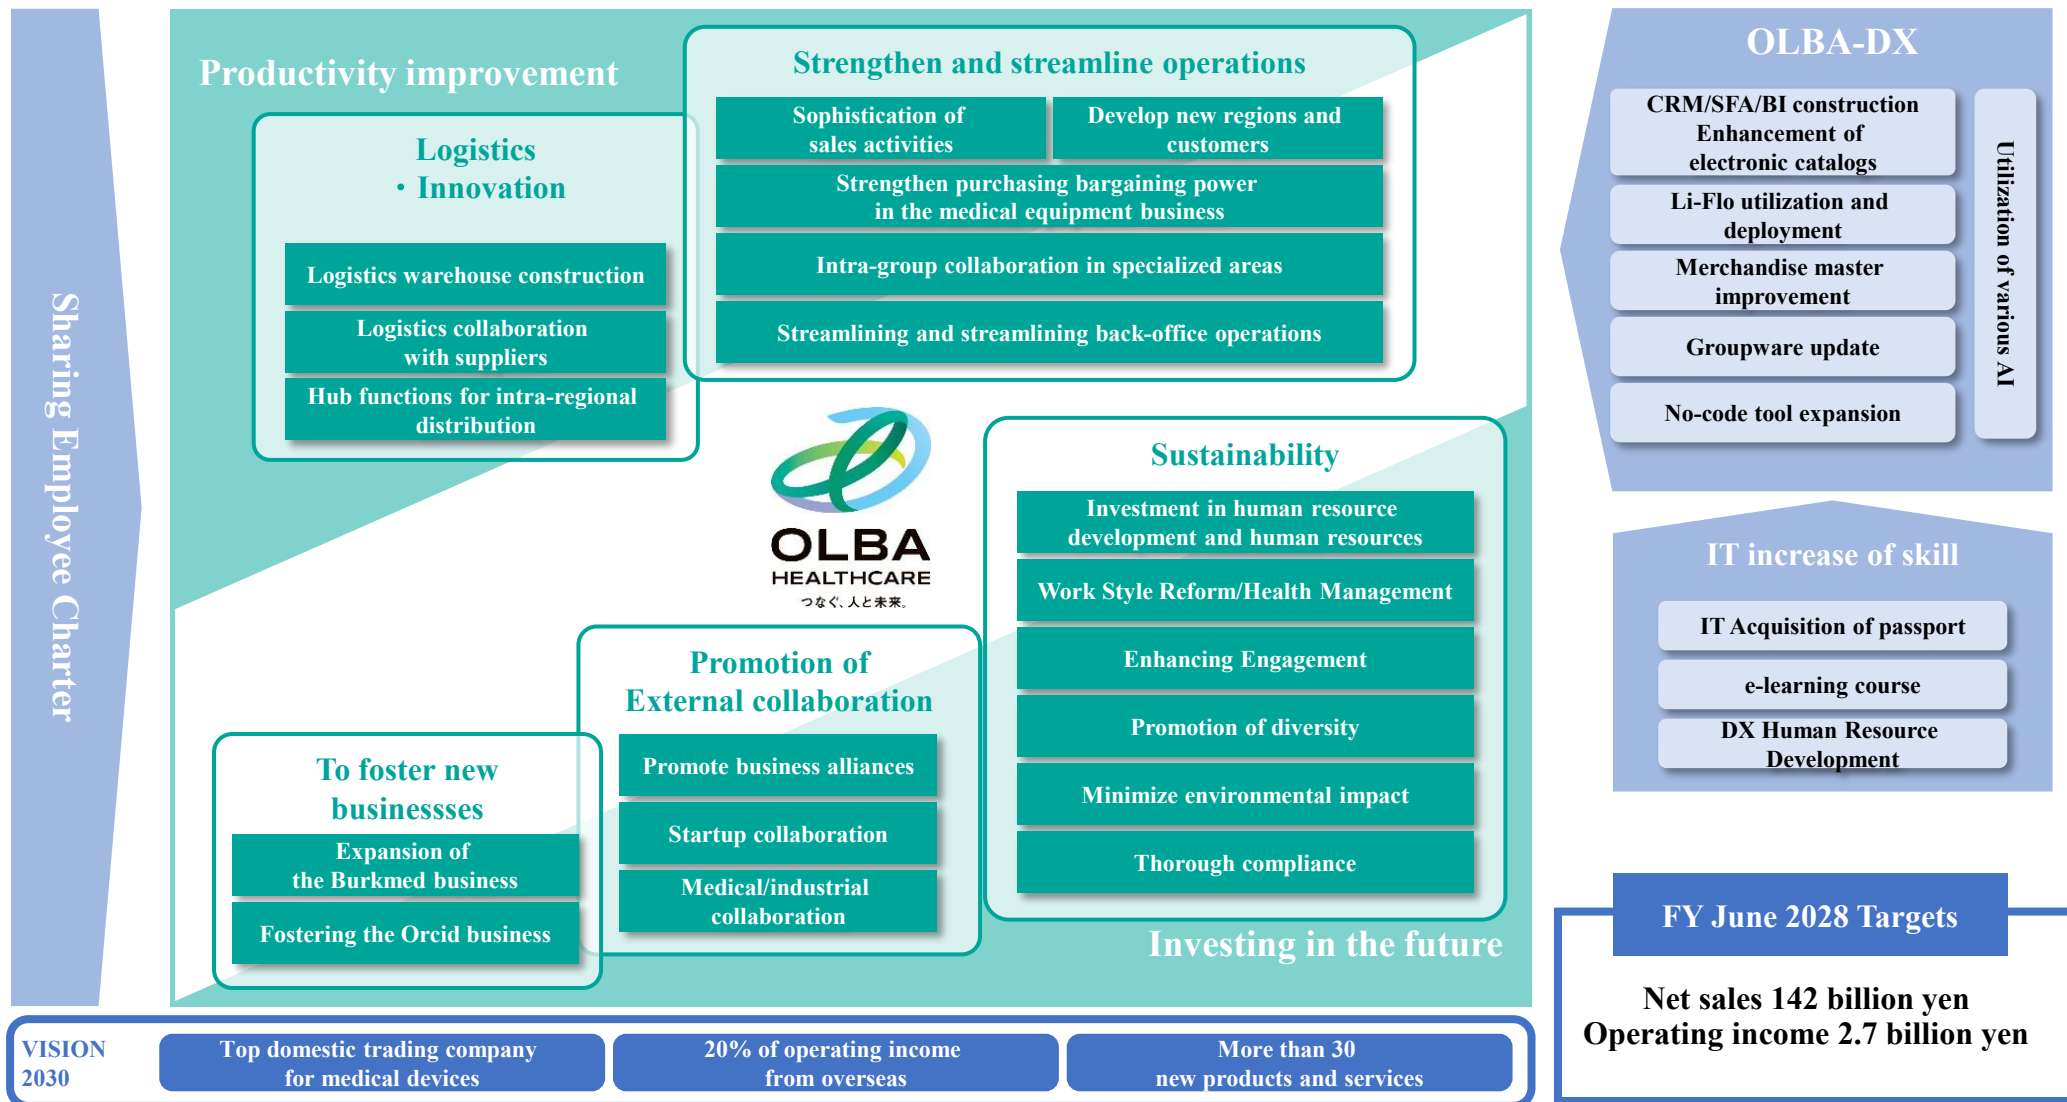 Sharing Employee Charter
Productivity improvement
Logistics
・Innovation
Logistics warehouse construction
Logistics collaboration
with suppliers
Hub functions for intra-regional
distribution
Strengthen and streamline operations
Sophistication of
sales activities
Develop new regions and
customers
Strengthen purchasing bargaining power
in the medical equipment business
Intra-group collaboration in specialized areas
Streamlining and streamlining back-office operations
OLBA
HEALTHCARE
つなぐ、人と未来。
Sustainability
Investment in human resource
development and human resources
Work Style Reform/Health Management
Enhancing Engagement
Promotion of diversity
Minimize environmental impact
Thorough compliance
Promotion of
External collaboration
Promote business alliances
Startup collaboration
Medical/industrial
collaboration
To foster new
businessses
Expansion of
the Burkmed business
Fostering the Orcid business
Investing in the future
OLBA-DX
CRM/SFA/BI construction
Enhancement of
electronic catalogs
Li-Flo utilization and
deployment
Merchandise master
improvement
Groupware update
No-code tool expansion
Utilization of various AI
IT increase of skill
IT Acquisition of passport
e-learning course
DX Human Resource
Development
FY June 2028 Targets
Net sales 142 billion yen
Operating income 2.7 billion yen
VISION
2030
Top domestic trading company
for medical devices
20% of operating income
from overseas
More than 30
new products and services